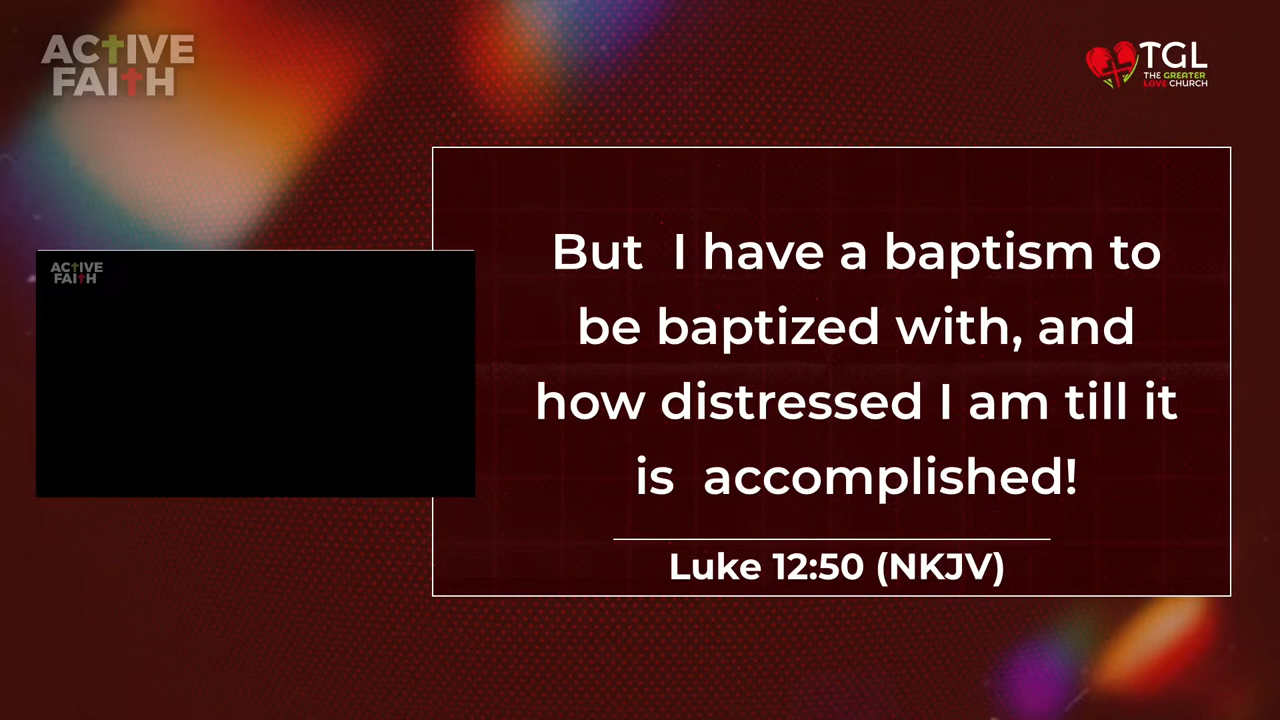 ACTIVE
FAITH
TGL
THE GREATER
LOVE CHURCH
ACTIVE
FAITH
But  I have a baptism to
be baptized with, and
how distressed I am till it
is  accomplished!
Luke 12:50 (NKJV)